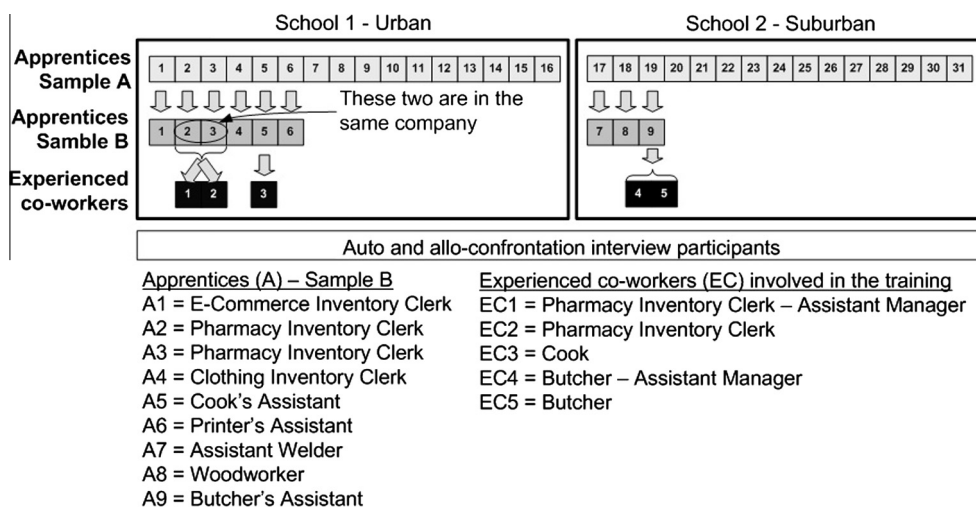 School 1 - Urban
School 2 - Suburban
Apprentices
Sample A
1 2 3 4 5 6 7 8 9 10 11 12 13 14 15 16
17 18 19 20 21 22 23 24 25 26 27 28 29 30 31
These two are in the
same company
Apprentices
Samble B
1 2 3 4 5 6
7 8 9
Experienced
co-workers
1 2 3
4 5
Auto and allo-confrontation interview participants
Apprentices (A) – Sample B
A1 = E-Commerce Inventory Clerk
A2 = Pharmacy Inventory Clerk
A3 = Pharmacy Inventory Clerk
A4 = Clothing Inventory Clerk
A5 = Cook's Assistant
A6 = Printer's Assistant
A7 = Assistant Welder
A8 = Woodworker
A9 = Butcher's Assistant
Experienced co-workers (EC) involved in the training
EC1 = Pharmacy Inventory Clerk – Assistant Manager
EC2 = Pharmacy Inventory Clerk
EC3 = Cook
EC4 = Butcher – Assistant Manager
EC5 = Butcher